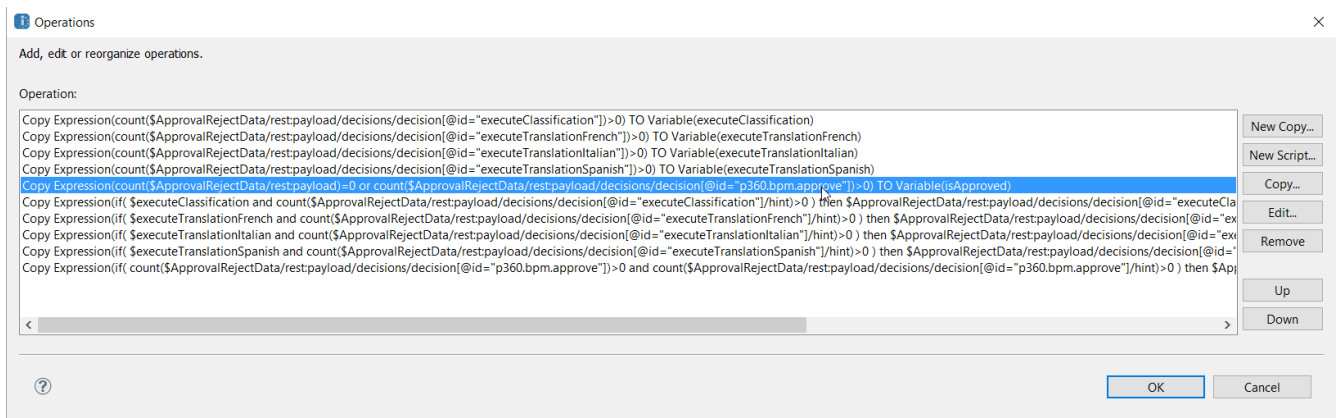 Operations
Add, edit or reorganize operations.
Operation:
Copy Expression(count($ApprovalRejectData/rest:payload/decisions/decision[@id="executeClassification"])>0) TO Variable(executeClassification)
Copy Expression(count($ApprovalRejectData/rest:payload/decisions/decision[@id="executeTranslationFrench"])>0) TO Variable(executeTranslationFrench)
Copy Expression(count($ApprovalRejectData/rest:payload/decisions/decision[@id="executeTranslationItalian"])>0) TO Variable(executeTranslationItalian)
Copy Expression(count($ApprovalRejectData/rest:payload/decisions/decision[@id="executeTranslationSpanish"])>0) TO Variable(executeTranslationSpanish)
Copy Expression(count($ApprovalRejectData/rest:payload)=0 or count($ApprovalRejectData/rest:payload/decisions/decision[@id="p360.bpm.approve"])>0) TO Variable(isApproved)
Copy Expression(if( $executeClassification and count($ApprovalRejectData/rest:payload/decisions/decision[@id="executeClassification"]/hint)>0 ) then $ApprovalRejectData/rest:payload/decisions/decision[@id="executeCla
Copy Expression(if( $executeTranslationFrench and count($ApprovalRejectData/rest:payload/decisions/decision[@id="executeTranslationFrench"]/hint)>0 ) then $ApprovalRejectData/rest:payload/decisions/decision[@id="ex
Copy Expression(if( $executeTranslationItalian and count($ApprovalRejectData/rest:payload/decisions/decision[@id="executeTranslationItalian"]/hint)>0 ) then $ApprovalRejectData/rest:payload/decisions/decision[@id="exe
Copy Expression(if( $executeTranslationSpanish and count($ApprovalRejectData/rest:payload/decisions/decision[@id="executeTranslationSpanish"]/hint)>0 ) then $ApprovalRejectData/rest:payload/decisions/decision[@id="
Copy Expression(if( count($ApprovalRejectData/rest:payload/decisions/decision[@id="p360.bpm.approve"])>0 and count($ApprovalRejectData/rest:payload/decisions/decision[@id="p360.bpm.approve"]/hint)>0 ) then $App
New Copy...
New Script...
Copy...
Edit...
Remove
Up
Down
OK
Cancel